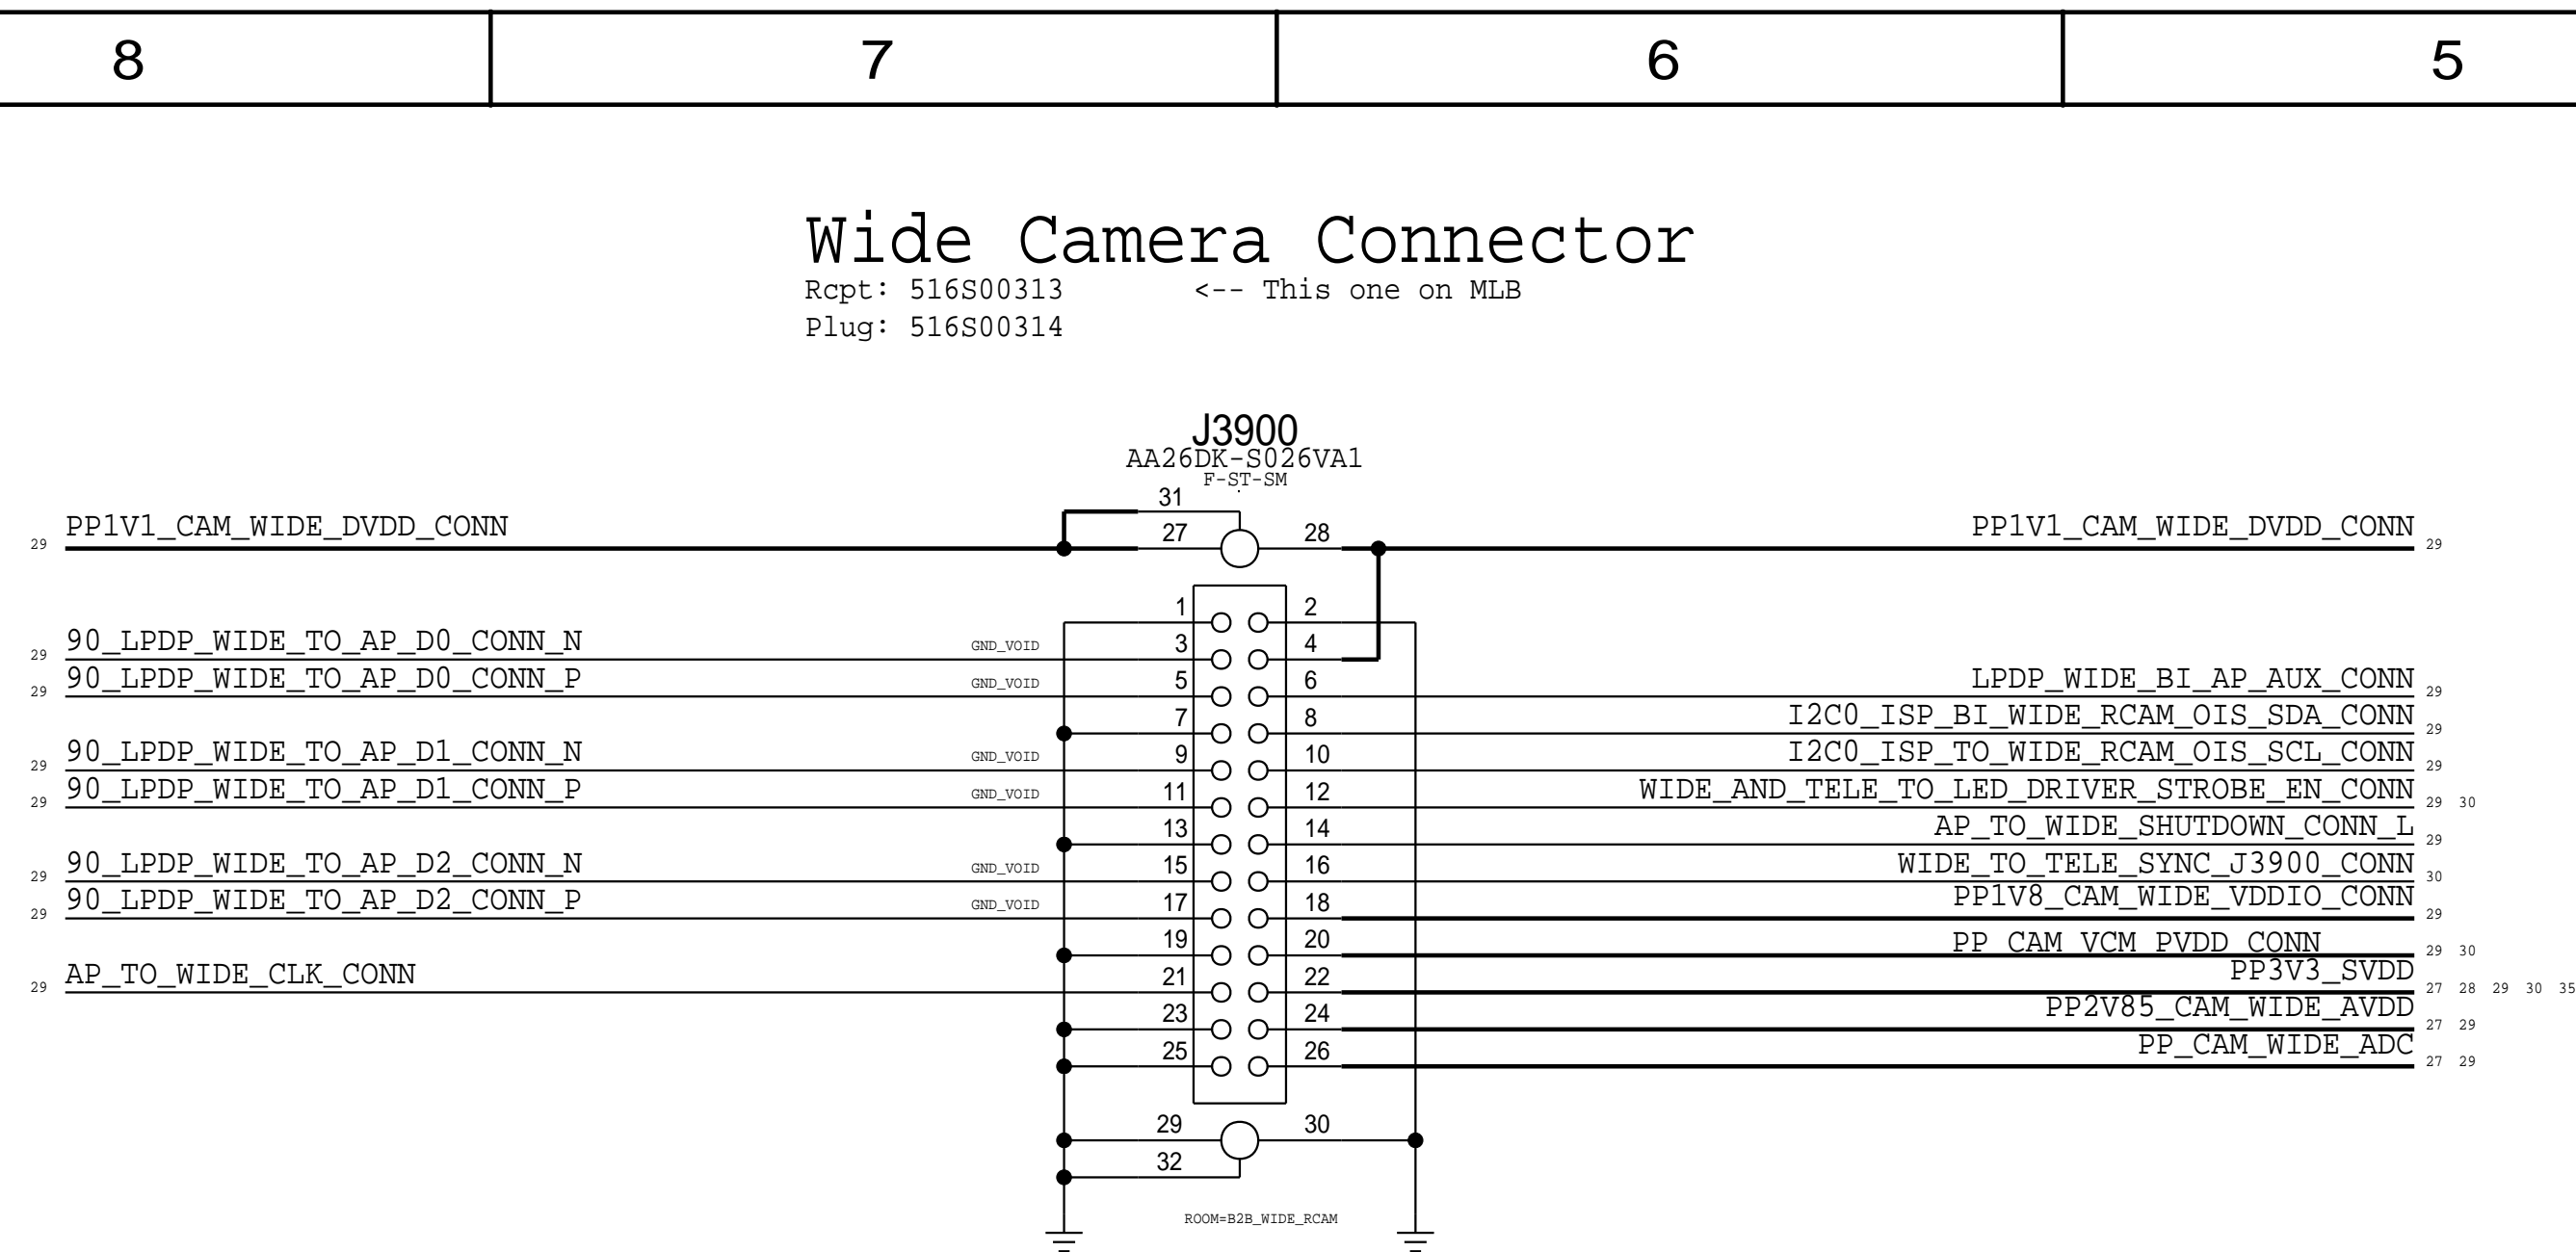 8 7 6 5
Wide Camera Connector
Rcpt: 516S00313 <-- This one on MLB
Plug: 516S00314
J3900
AA26DK-S026VA1
F-ST-SM
31
29 PP1V1_CAM_WIDE_DVDD_CONN 27 28 PP1V1_CAM_WIDE_DVDD_CONN 29
1 2
29 90_LPDP_WIDE_TO_AP_D0_CONN_N GND_VOID 3 4
29 90_LPDP_WIDE_TO_AP_D0_CONN_P GND_VOID 5 6 LPDP_WIDE_BI_AP_AUX_CONN 29
7 8 I2C0_ISP_BI_WIDE_RCAM_OIS_SDA_CONN 29
29 90_LPDP_WIDE_TO_AP_D1_CONN_N GND_VOID 9 10 I2C0_ISP_TO_WIDE_RCAM_OIS_SCL_CONN 29
29 90_LPDP_WIDE_TO_AP_D1_CONN_P GND_VOID 11 12 WIDE_AND_TELE_TO_LED_DRIVER_STROBE_EN_CONN 29 30
13 14 AP_TO_WIDE_SHUTDOWN_CONN_L 29
29 90_LPDP_WIDE_TO_AP_D2_CONN_N GND_VOID 15 16 WIDE_TO_TELE_SYNC_J3900_CONN 30
29 90_LPDP_WIDE_TO_AP_D2_CONN_P GND_VOID 17 18 PP1V8_CAM_WIDE_VDDIO_CONN 29
19 20 PP_CAM_VCM_PVDD_CONN 29 30
29 AP_TO_WIDE_CLK_CONN 21 22 PP3V3_SVDD 27 28 29 30 35
23 24 PP2V85_CAM_WIDE_AVDD 27 29
25 26 PP_CAM_WIDE_ADC 27 29
29 30
32
ROOM=B2B_WIDE_RCAM